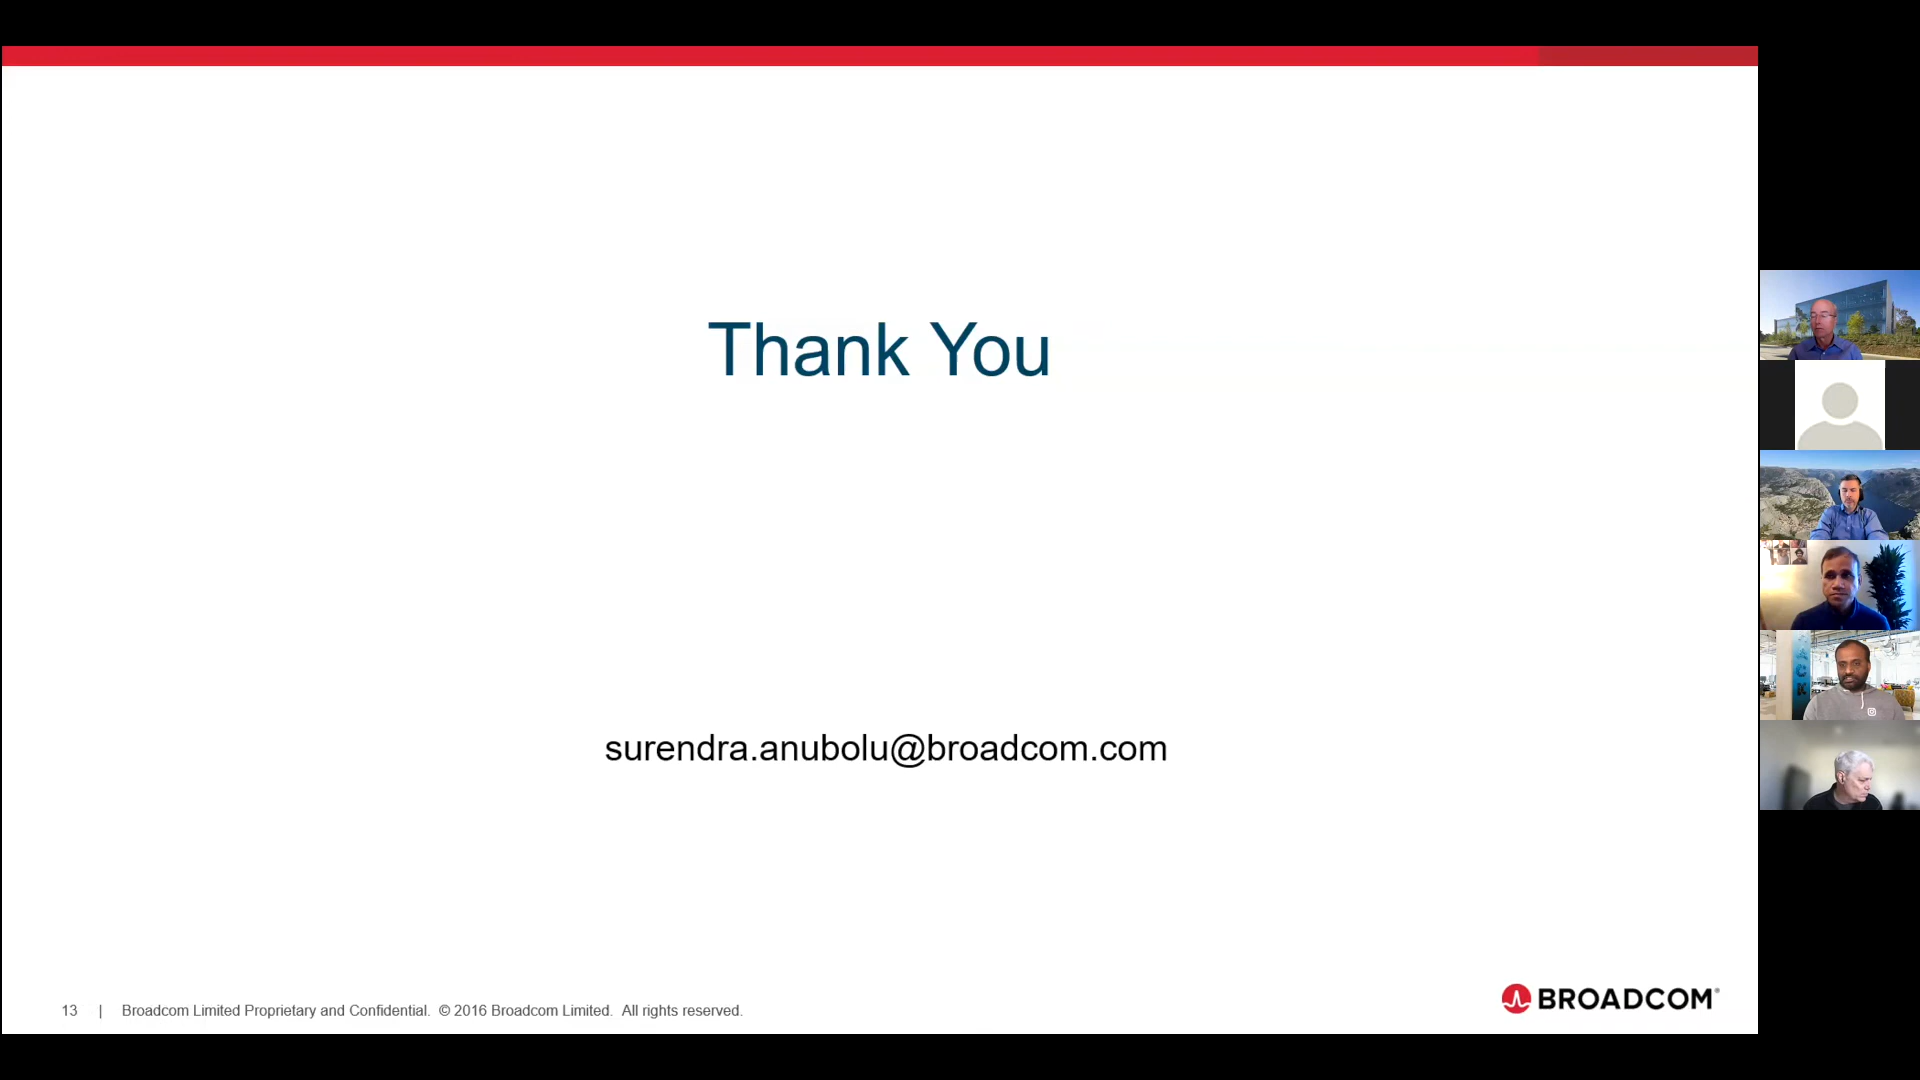 Thank You
surendra.anubolu@broadcom.com
13 | Broadcom Limited Proprietary and Confidential. © 2016 Broadcom Limited. All rights reserved.
BROADCOM®